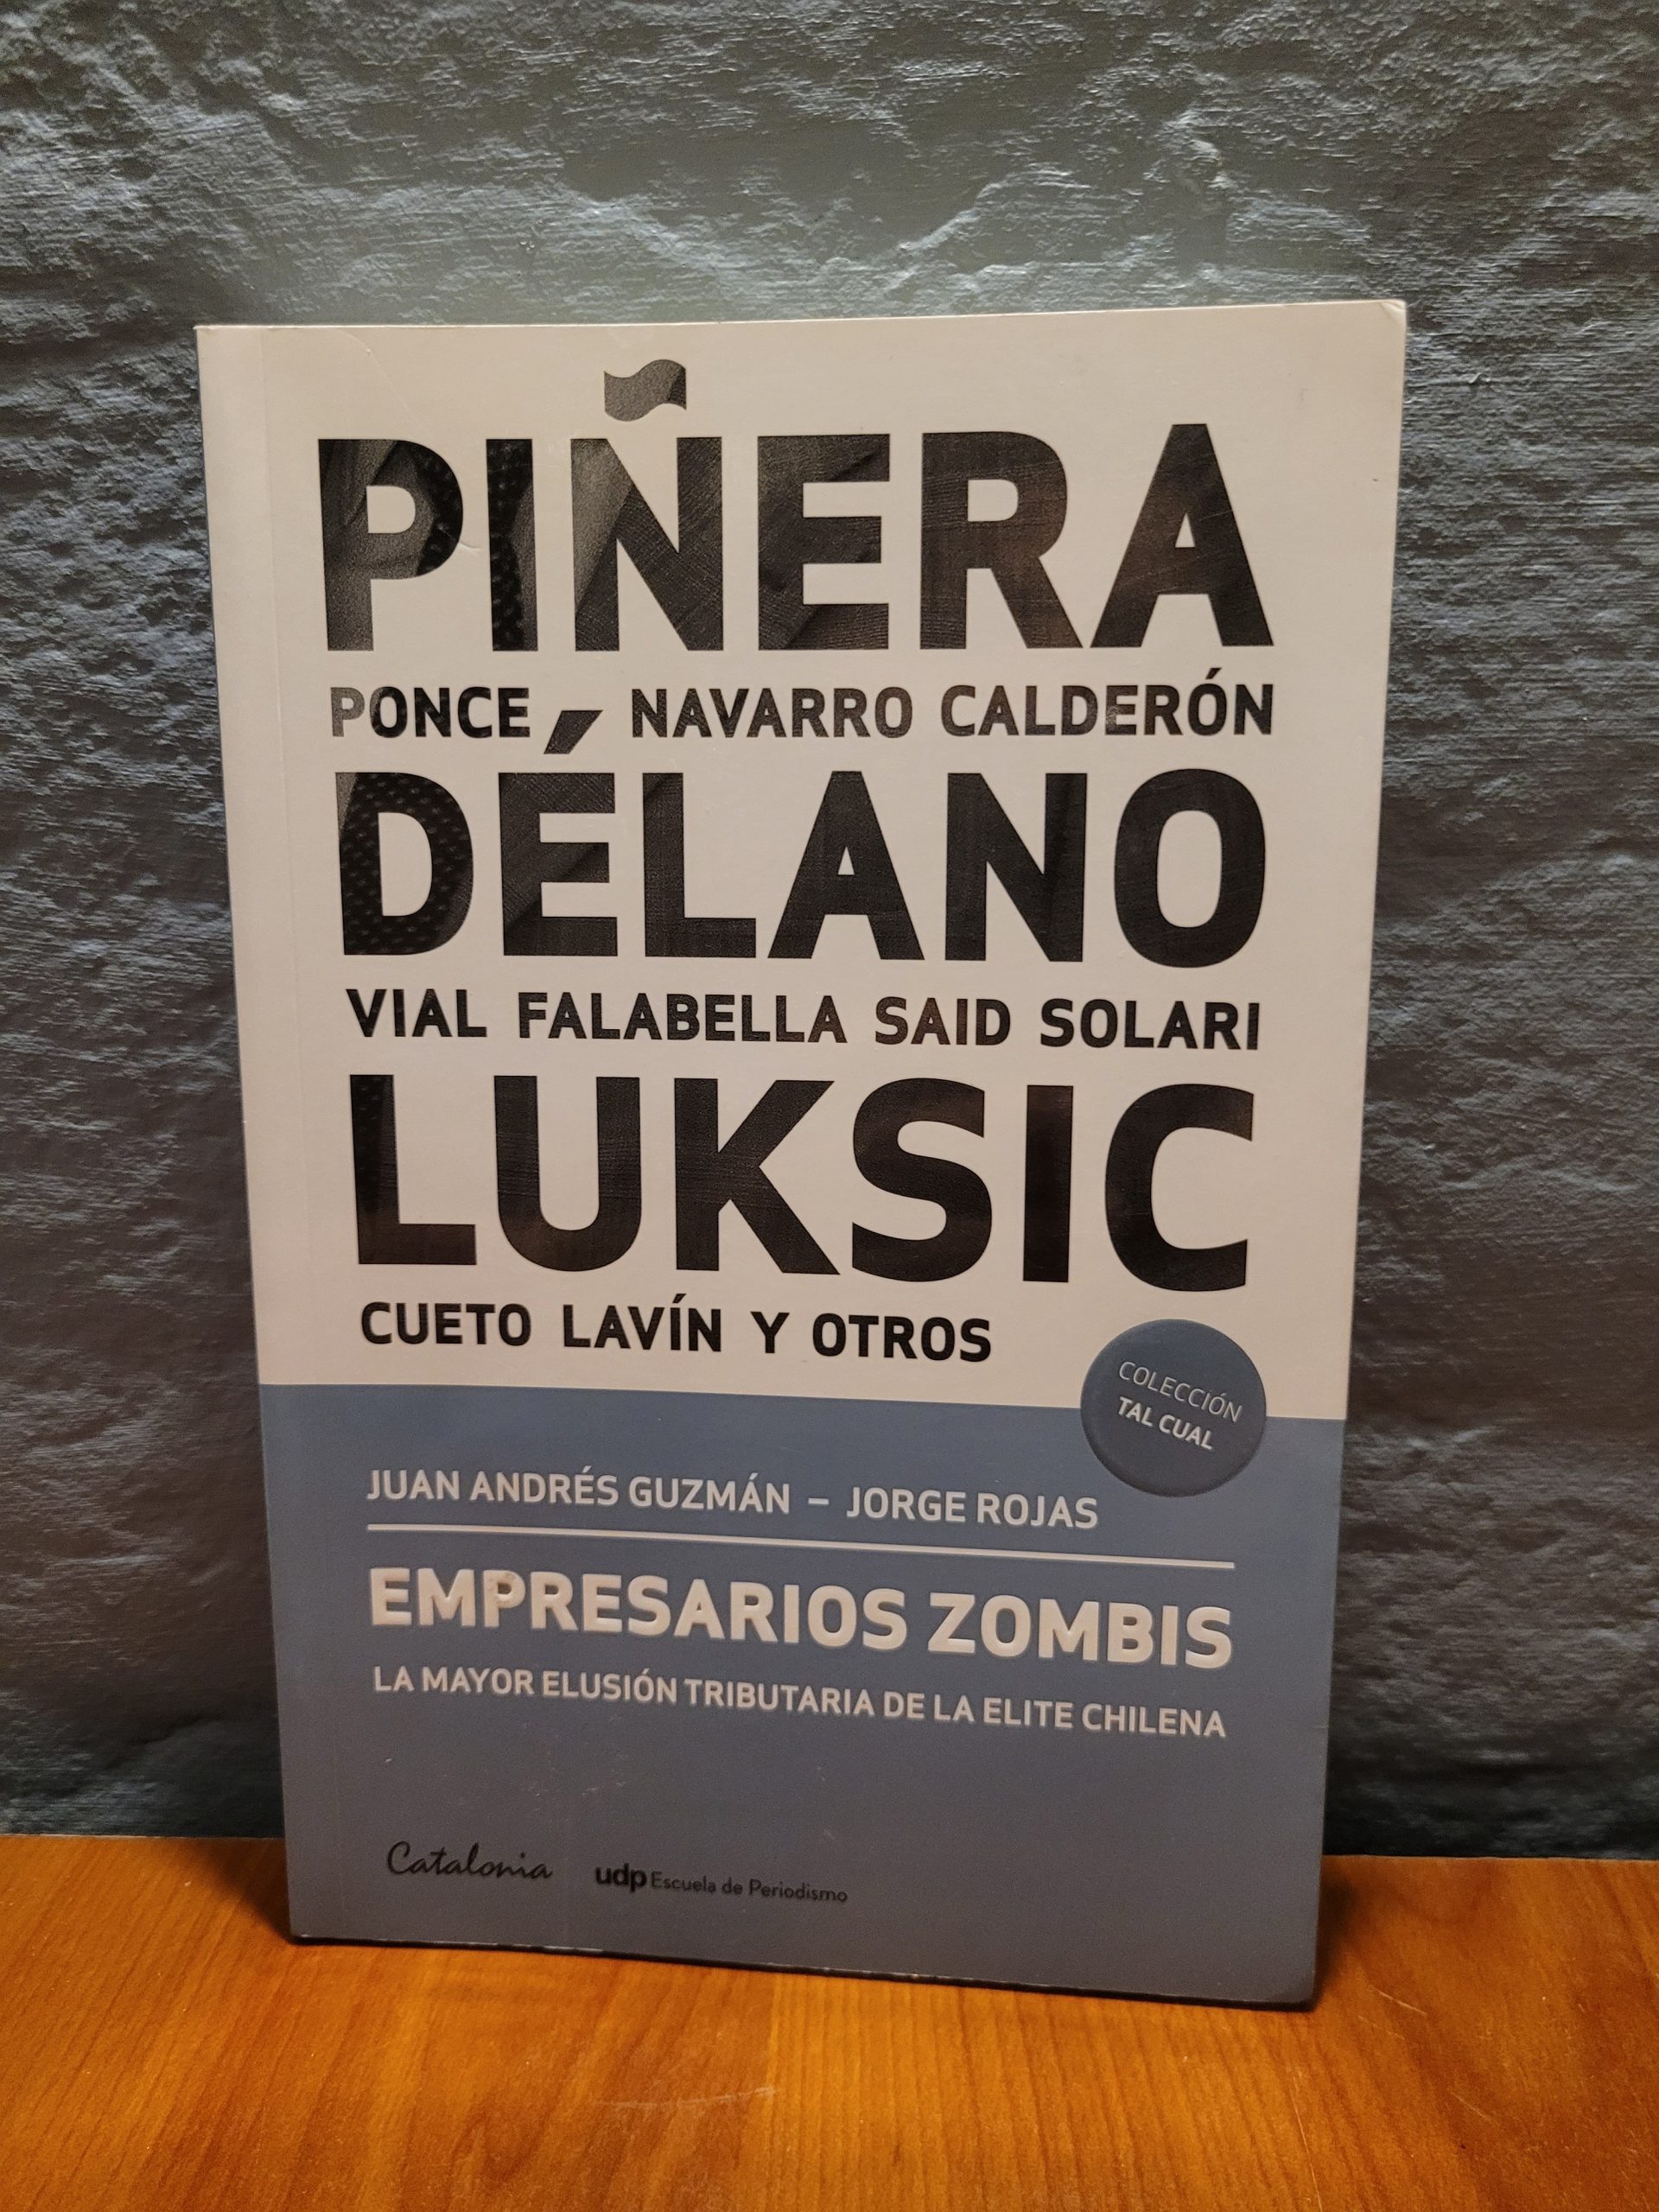 PIÑERA
PONCE NAVARRO CALDERÓN
DÉLANO
VIAL FALABELLA SAID SOLARI
LUKSIC
CUETO LAVÍN Y OTROS
COLECCIÓN
TAL CUAL
JUAN ANDRÉS GUZMÁN – JORGE ROJAS
EMPRESARIOS ZOMBIS
LA MAYOR ELUSIÓN TRIBUTARIA DE LA ELITE CHILENA
Catalonia udp Escuela de Periodismo